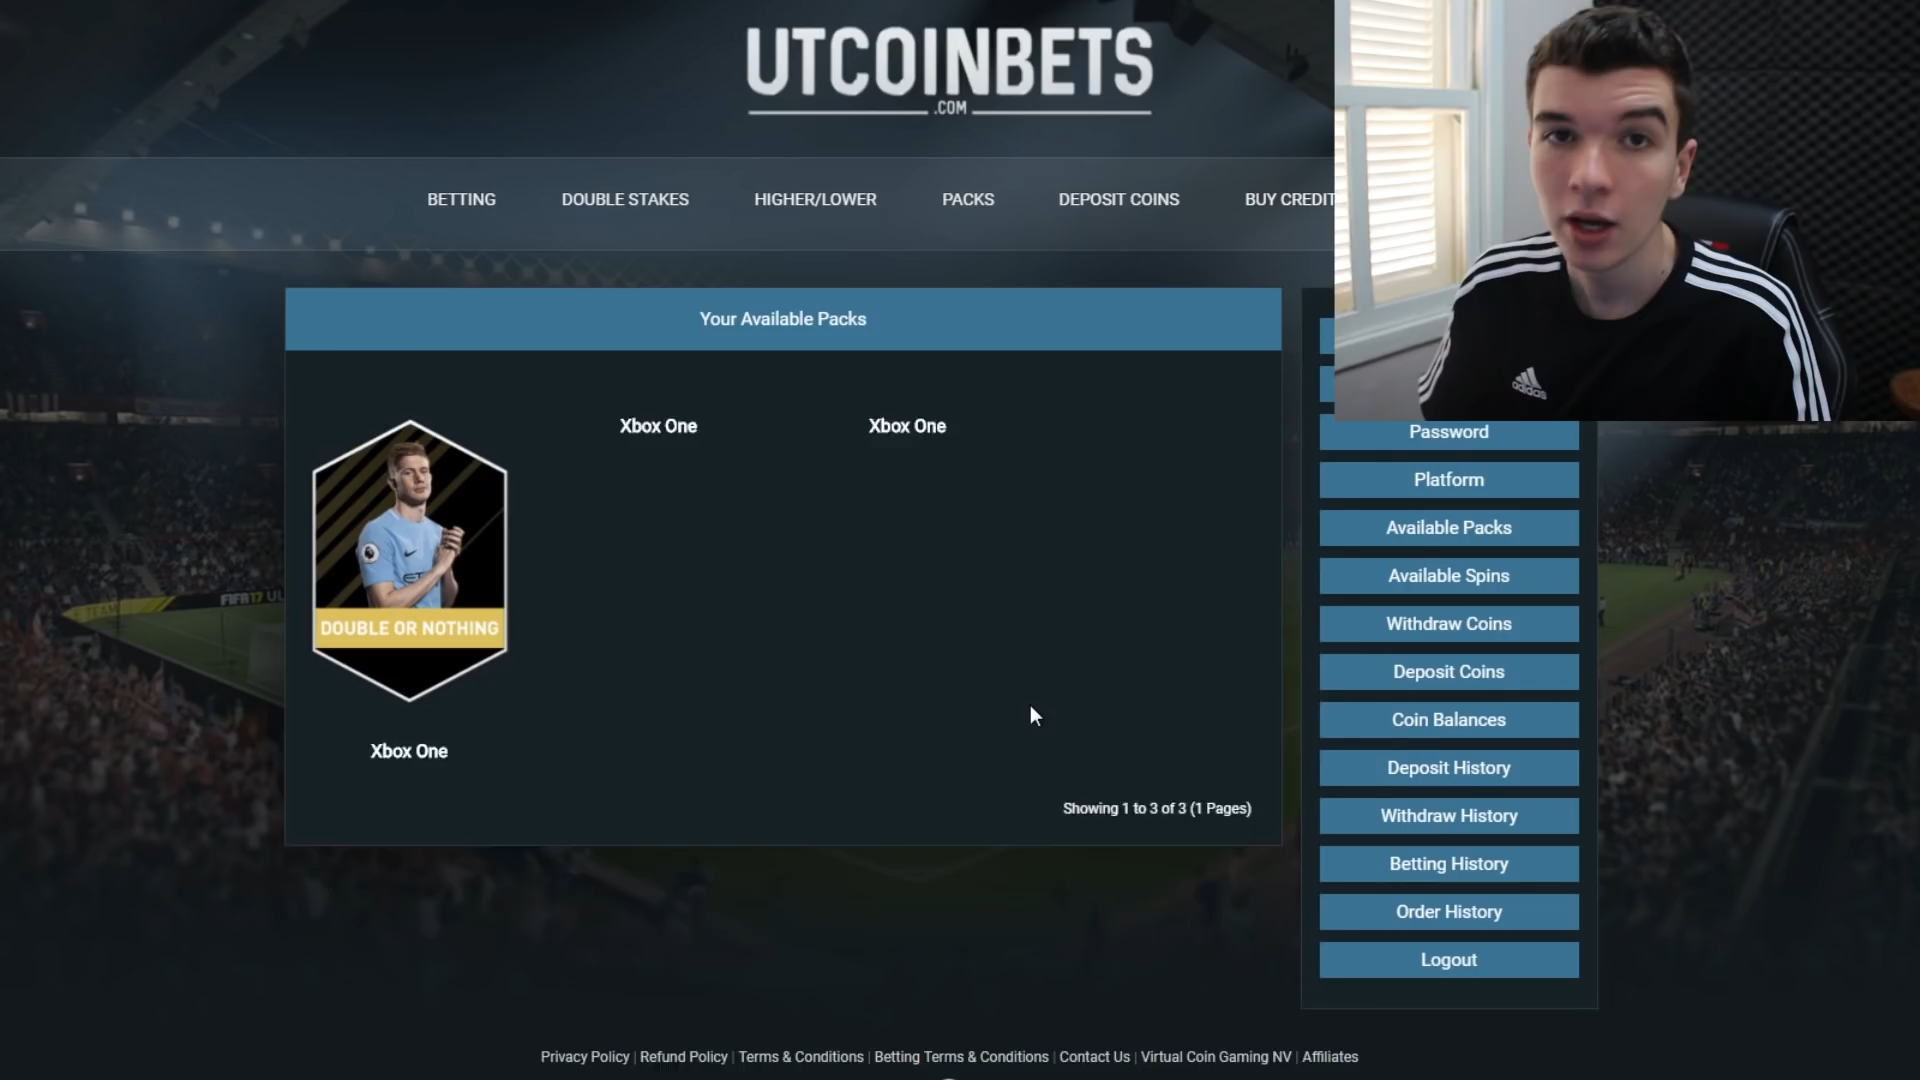 UTCOINBETS
.COM
BETTING
DOUBLE STAKES
HIGHER/LOWER
PACKS
DEPOSIT COINS
BUY CREDIT
Your Available Packs
Xbox One
Xbox One
DOUBLE OR NOTHING
Xbox One
Showing 1 to 3 of 3 (1 Pages)
adidas
Password
Platform
Available Packs
Available Spins
Withdraw Coins
Deposit Coins
Coin Balances
Deposit History
Withdraw History
Betting History
Order History
Logout
FIFA17 UL
Privacy Policy | Refund Policy | Terms & Conditions | Betting Terms & Conditions | Contact Us | Virtual Coin Gaming NV | Affiliates